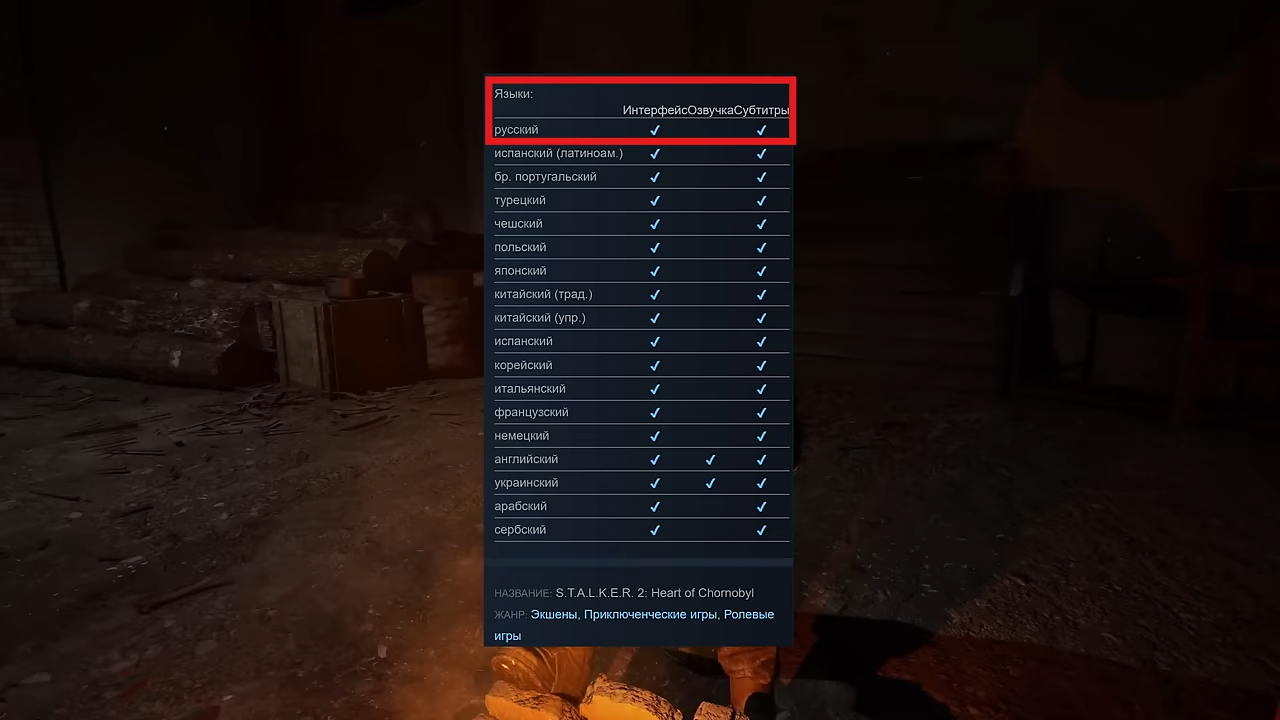 Языки:
ИнтерфейсОзвучкаСубтитры
русский ✓ ✓
испанский (латиноам.) ✓ ✓
бр. португальский ✓ ✓
турецкий ✓ ✓
чешский ✓ ✓
польский ✓ ✓
японский ✓ ✓
китайский (трад.) ✓ ✓
китайский (упр.) ✓ ✓
испанский ✓ ✓
корейский ✓ ✓
итальянский ✓ ✓
французский ✓ ✓
немецкий ✓ ✓
английский ✓ ✓ ✓
украинский ✓ ✓ ✓
арабский ✓ ✓
сербский ✓ ✓
НАЗВАНИЕ: S.T.A.L.K.E.R. 2: Heart of Chornobyl
ЖАНР: Экшены, Приключенческие игры, Ролевые
игры